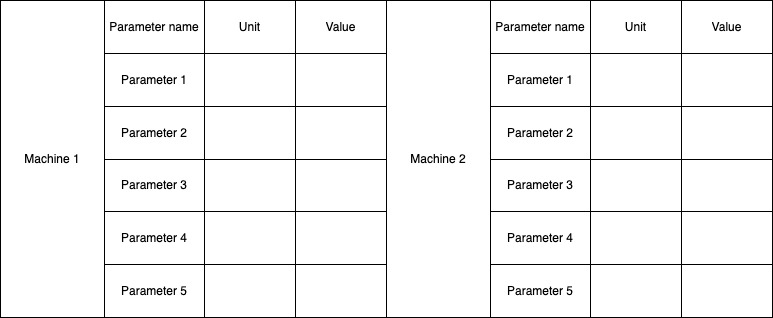 Parameter name Unit Value Parameter name Unit Value
Parameter 1 Parameter 1
Parameter 2 Parameter 2
Machine 1 Machine 2
Parameter 3 Parameter 3
Parameter 4 Parameter 4
Parameter 5 Parameter 5